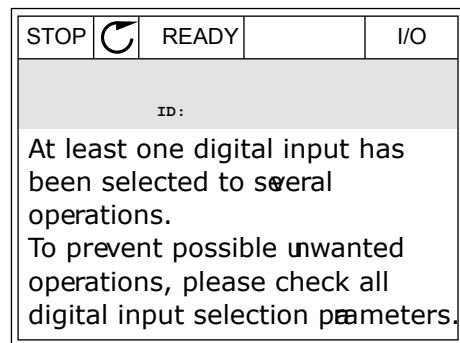 STOP READY I/O
ID:
At least one digital input has
been selected to several
operations.
To prevent possible unwanted
operations, please check all
digital input selection parameters.